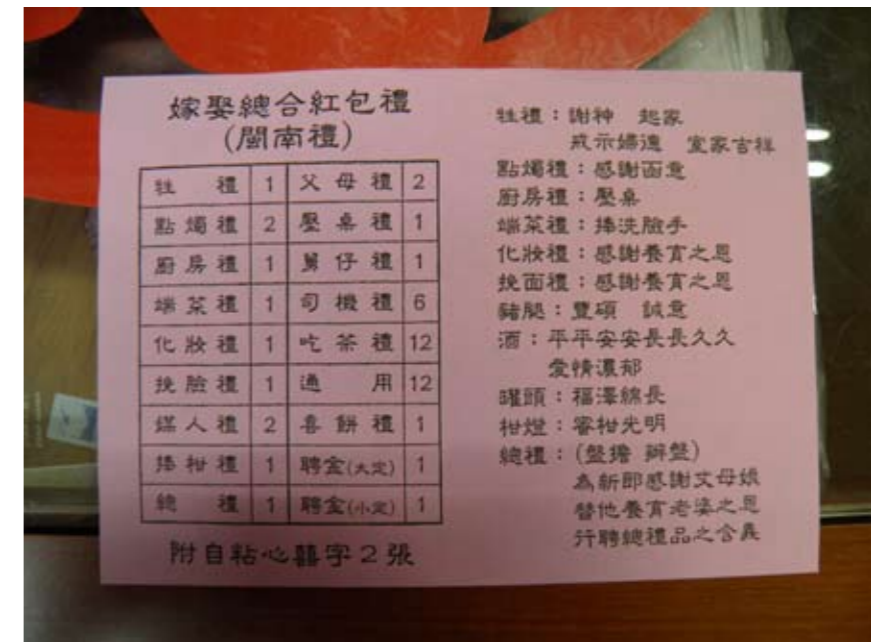 嫁娶總合紅包禮
(閩南禮)
牲禮 1 父母禮 2
點燭禮 2 壓桌禮 1
廚房禮 1 舅仔禮 1
端菜禮 1 司機禮 6
化妝禮 1 吃茶禮 12
挽臉禮 1 通用 12
媒人禮 2 喜餅禮 1
捧柑禮 1 聘金(大定) 1
總禮 1 聘金(小定) 1
附自粘心囍字2張
牲禮：謝神 起家
戒示婦德 室家吉祥
點燭禮：感謝面意
廚房禮：壓桌
端菜禮：捧洗臉手
化妝禮：感謝養育之恩
挽面禮：感謝養育之恩
豬腿：豐碩 誠意
酒：平平安安長長久久
愛情濃郁
罐頭：福澤綿長
柑燈：蜜柑光明
總禮：(盤擔 辦盤)
為新郎感謝丈母娘
替他養育老婆之恩
行聘總禮品之含義